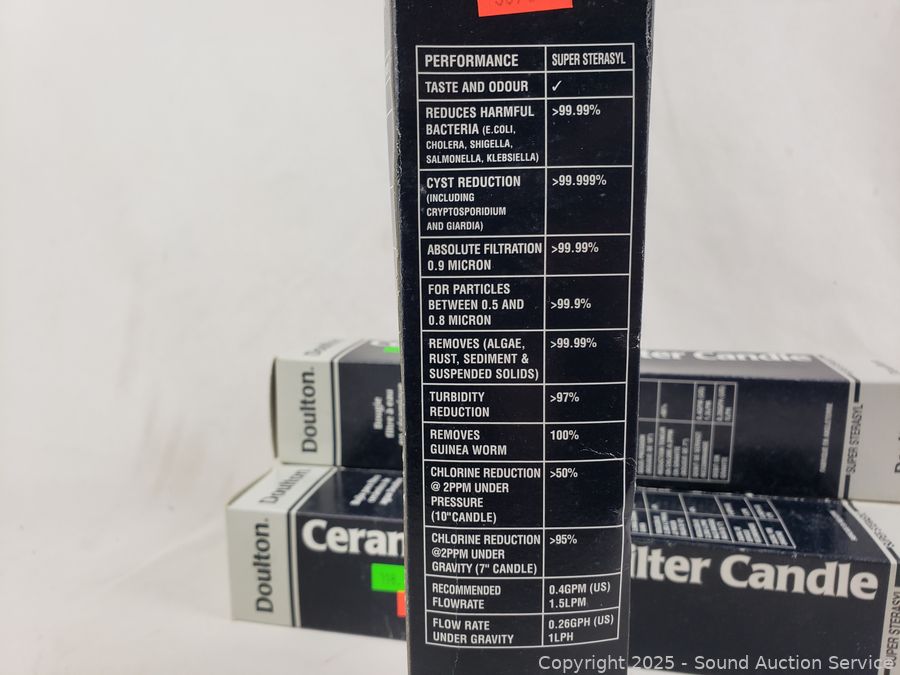 PERFORMANCE SUPER STERASYL
TASTE AND ODOUR ✓
REDUCES HARMFUL >99.99%
BACTERIA (E.COLI,
CHOLERA, SHIGELLA,
SALMONELLA, KLEBSIELLA)
CYST REDUCTION >99.999%
(INCLUDING
CRYPTOSPORIDIUM
AND GIARDIA)
ABSOLUTE FILTRATION >99.99%
0.9 MICRON
FOR PARTICLES
BETWEEN 0.5 AND >99.9%
0.8 MICRON
REMOVES (ALGAE, >99.99%
RUST, SEDIMENT &
SUSPENDED SOLIDS)
TURBIDITY >97%
REDUCTION
REMOVES 100%
GUINEA WORM
CHLORINE REDUCTION >50%
@ 2PPM UNDER
PRESSURE
(10"CANDLE)
CHLORINE REDUCTION >95%
@2PPM UNDER
GRAVITY (7" CANDLE)
RECOMMENDED 0.4GPM (US)
FLOWRATE 1.5LPM
FLOW RATE 0.26GPH (US)
UNDER GRAVITY 1LPH
Doulton.
Doulton
Candle
SUPER STERASYL
Doulton
Doulton.
Candle
Copyright 2025 - Sound Auction Service